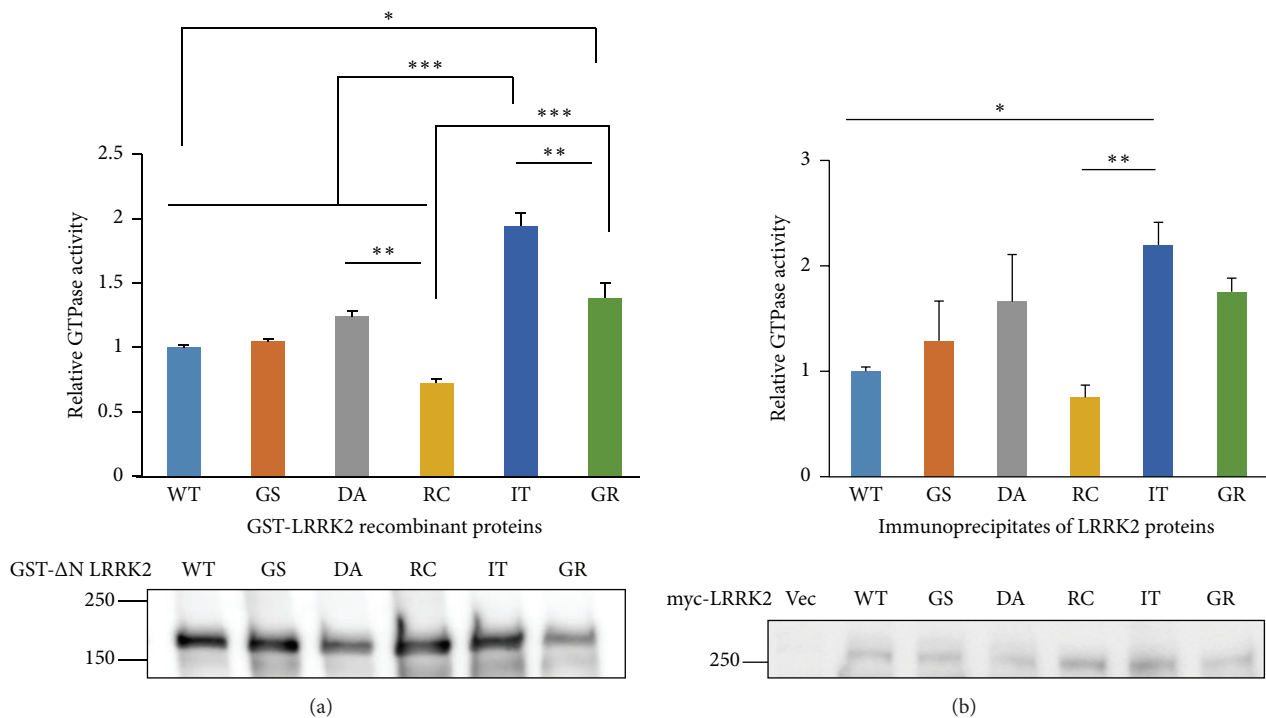 *
***
***
**
**
2.5
2
1.5
1
0.5
0
Relative GTPase activity
WT GS DA RC IT GR
GST-LRRK2 recombinant proteins
GST-ΔN LRRK2 WT GS DA RC IT GR
250
150
(a)
*
**
3
2
1
0
Relative GTPase activity
WT GS DA RC IT GR
Immunoprecipitates of LRRK2 proteins
myc-LRRK2 Vec WT GS DA RC IT GR
250
(b)